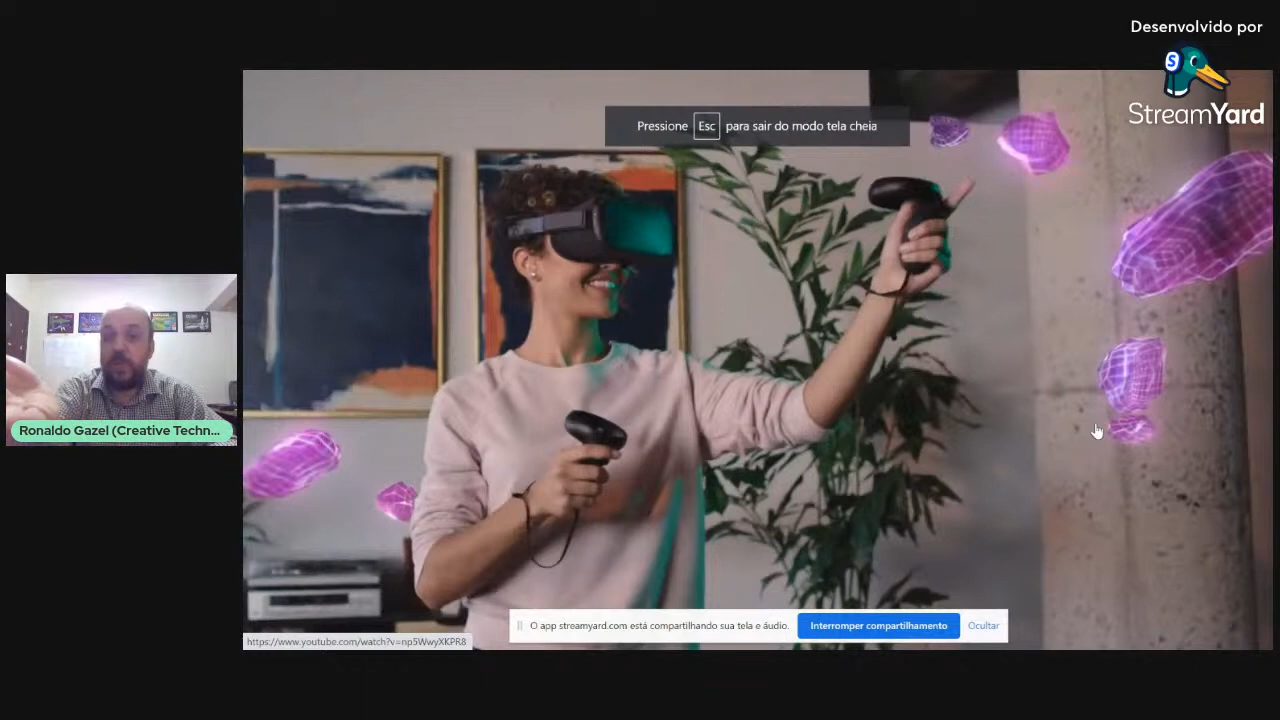 Desenvolvido por
StreamYard
Pressione Esc para sair do modo tela cheia
Ronaldo Gazel (Creative Techn...
O app streamyard.com está compartilhando sua tela e áudio. Interromper compartilhamento Ocultar
https://www.youtube.com/watch?v=np5WwyXKPR8